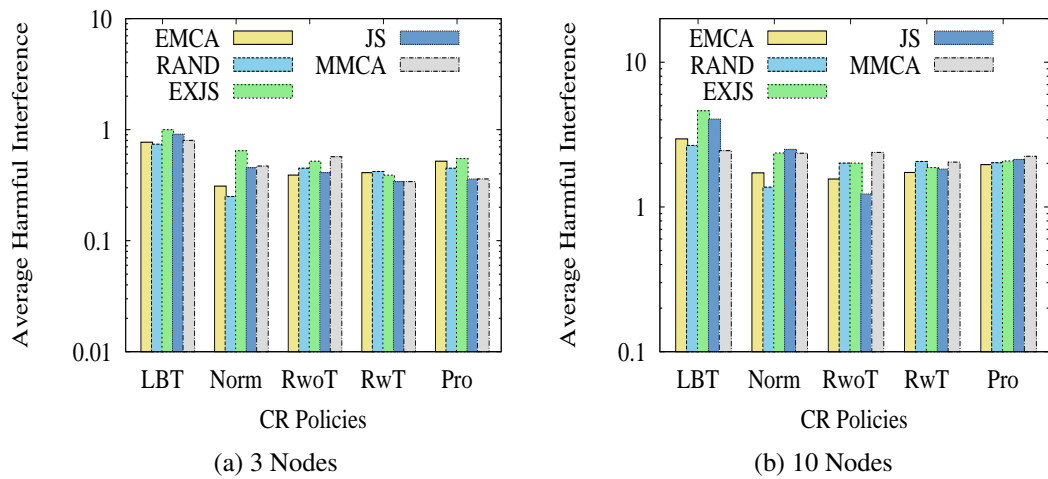 Average Harmful Interference
10
1
0.1
0.01
EMCA
RAND
EXJS
JS
MMCA
LBT Norm RwoT RwT Pro
CR Policies
(a) 3 Nodes
Average Harmful Interference
10
1
0.1
EMCA
RAND
EXJS
JS
MMCA
LBT Norm RwoT RwT Pro
CR Policies
(b) 10 Nodes